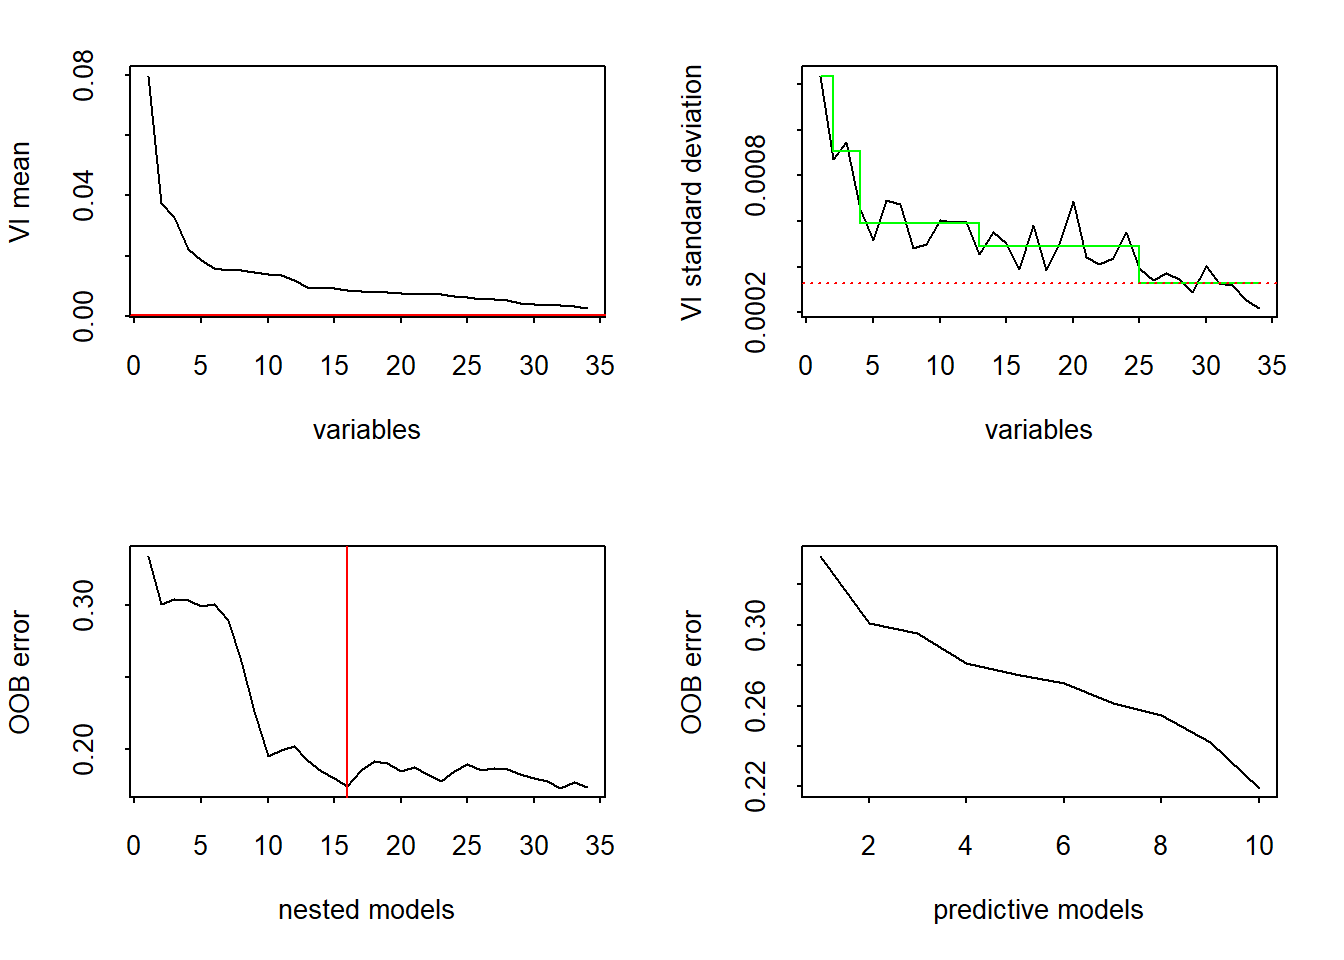 VI mean
0.00 0.04 0.08
0 5 10 15 20 25 30 35
variables
VI standard deviation
0.0002 0.0008
0 5 10 15 20 25 30 35
variables
OOB error
0.20 0.30
0 5 10 15 20 25 30 35
nested models
OOB error
0.22 0.26 0.30
2 4 6 8 10
predictive models